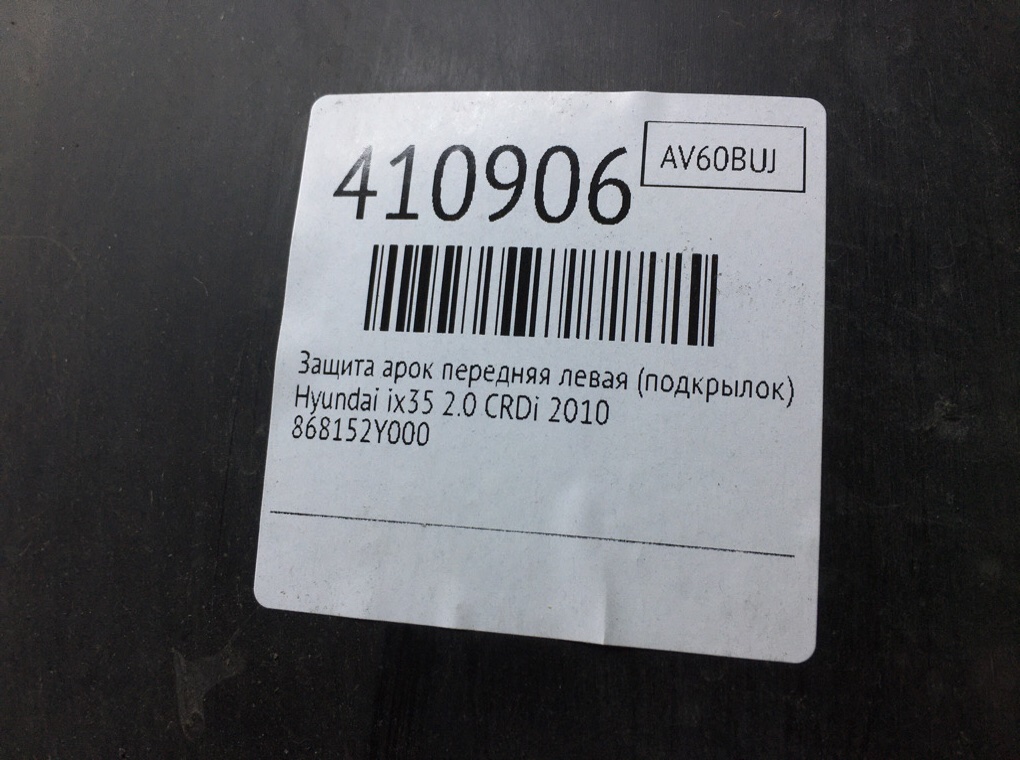 410906
AV60BUJ
Защита арок передняя левая (подкрылок)
Hyundai ix35 2.0 CRDi 2010
868152Y000